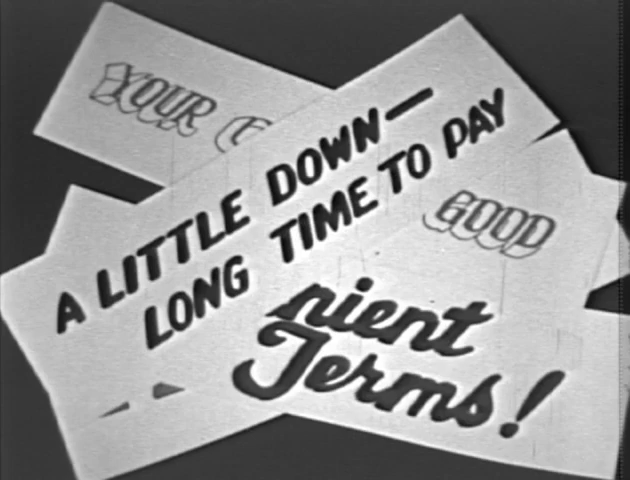 YOUR
A LITTLE DOWN—
LONG TIME TO PAY
GOOD
nient
Terms!